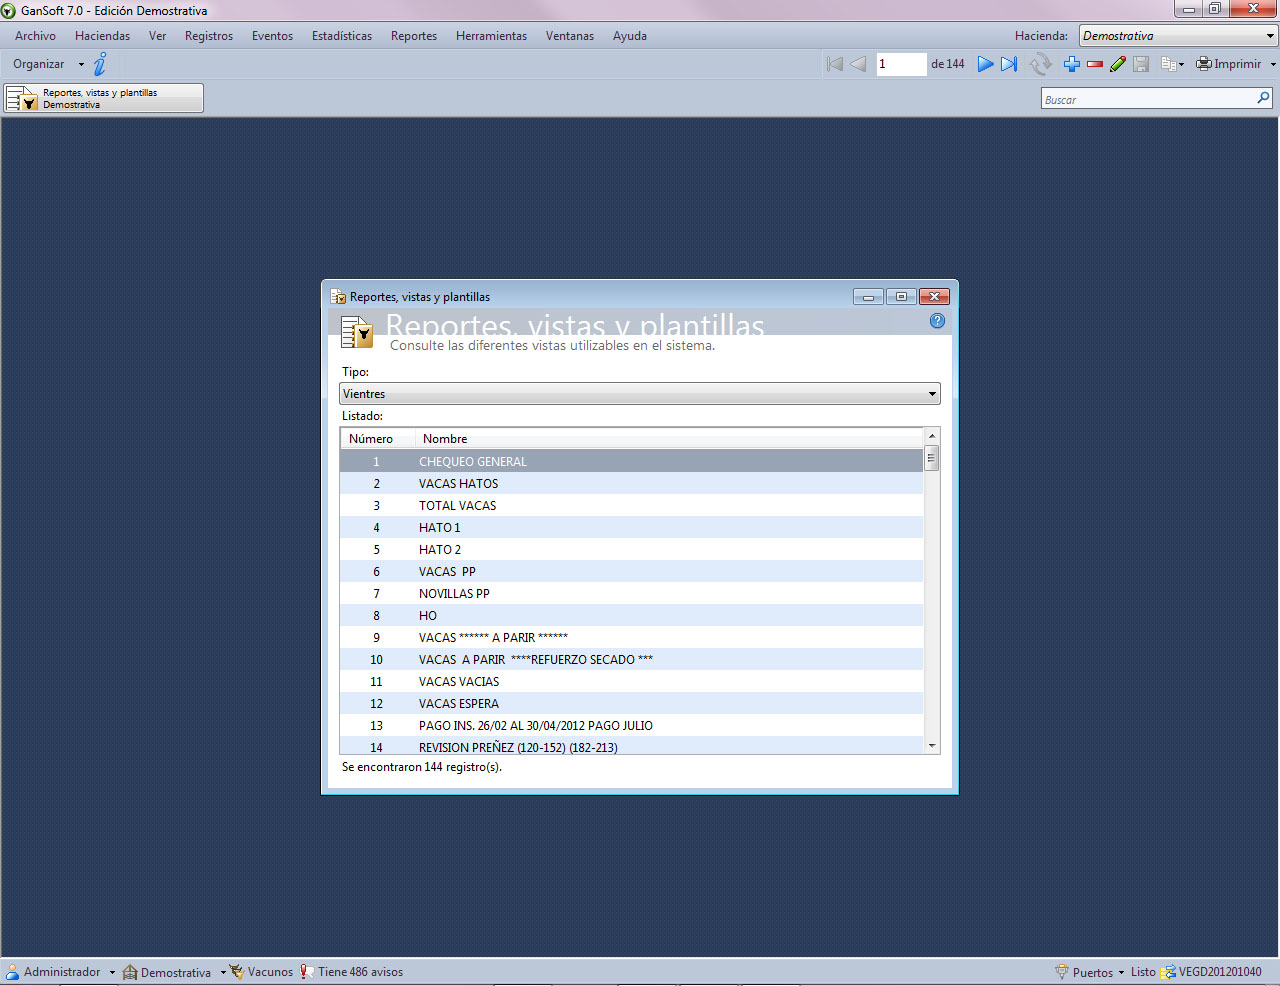 GanSoft 7.0 - Edición Demostrativa
Archivo Haciendas Ver Registros Eventos Estadísticas Reportes Herramientas Ventanas Ayuda Hacienda: Demostrativa
Organizar 1 de 144 Imprimir
Reportes, vistas y plantillas
Demostrativa
Buscar
Reportes, vistas y plantillas
Reportes, vistas y plantillas
Consulte las diferentes vistas utilizables en el sistema.
Tipo:
Vientres
Listado:
Número Nombre
1 CHEQUEO GENERAL
2 VACAS HATOS
3 TOTAL VACAS
4 HATO 1
5 HATO 2
6 VACAS  PP
7 NOVILLAS PP
8 HO
9 VACAS ****** A PARIR ******
10 VACAS  A PARIR  ****REFUERZO SECADO ***
11 VACAS VACIAS
12 VACAS ESPERA
13 PAGO INS. 26/02 AL 30/04/2012 PAGO JULIO
14 REVISION PREÑEZ (120-152) (182-213)
Se encontraron 144 registro(s).
Administrador Demostrativa Vacunos Tiene 486 avisos Puertos Listo VEGD201201040